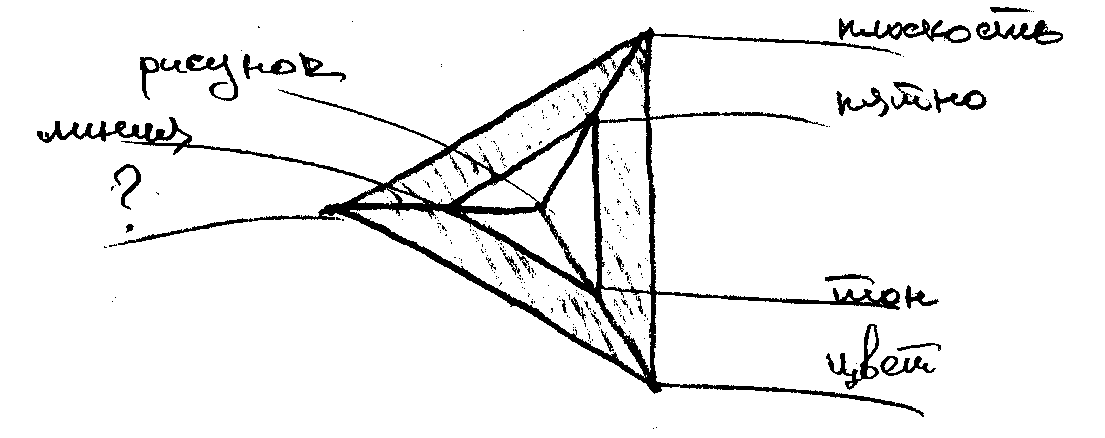 плоскость
рисунок
пятно
линия
?
тон
цвет